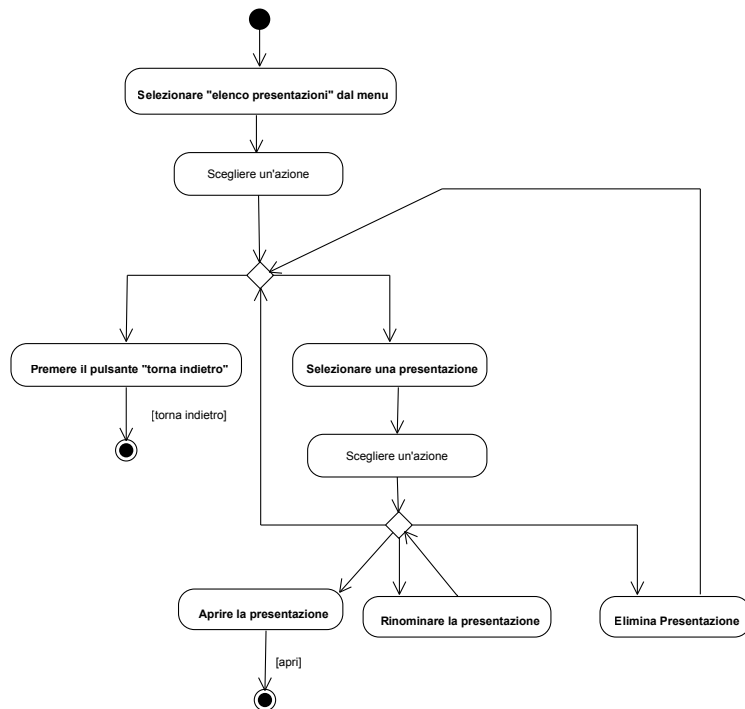 Selezionare "elenco presentazioni" dal menu
Scegliere un'azione
Premere il pulsante "torna indietro"
Selezionare una presentazione
[torna indietro]
Scegliere un'azione
Aprire la presentazione
Rinominare la presentazione
Elimina Presentazione
[apri]